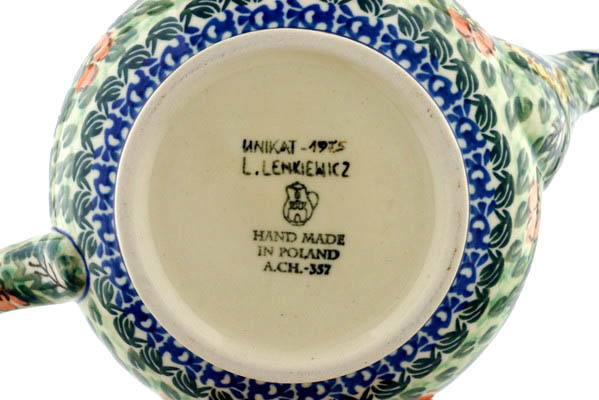 UNIKAT - 1975
L. LENKIEWICZ
HAND MADE
IN POLAND
A.CH.-357